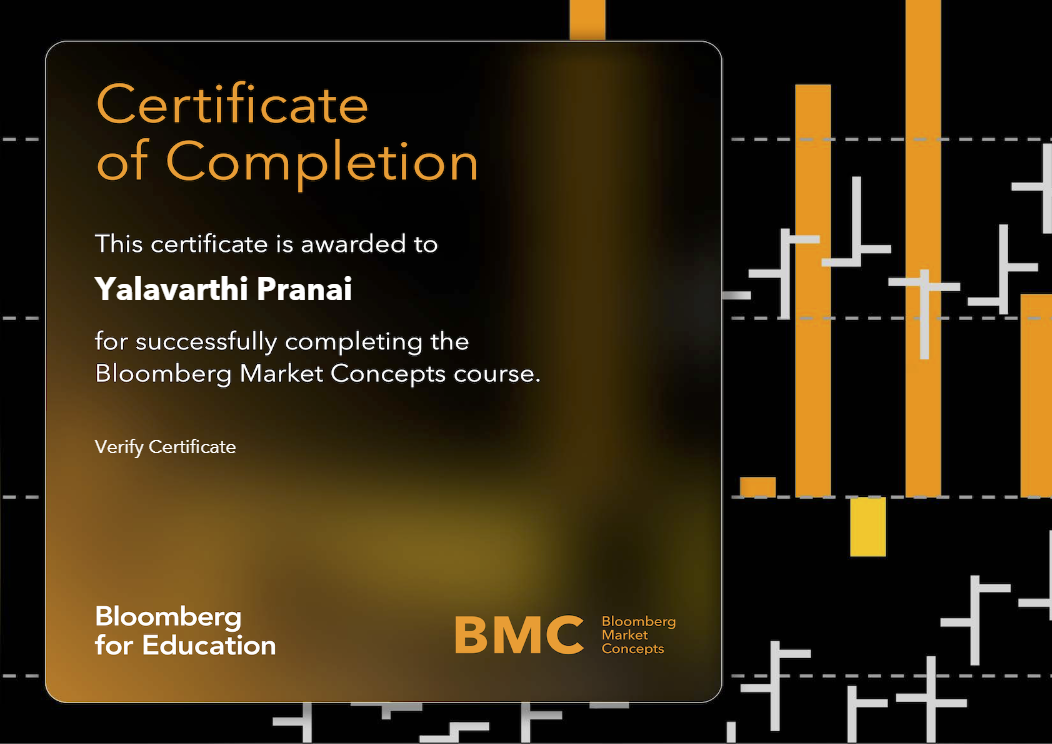 Certificate
of Completion
This certificate is awarded to
Yalavarthi Pranai
for successfully completing the
Bloomberg Market Concepts course.
Verify Certificate
Bloomberg
for Education
BMC
Bloomberg
Market
Concepts